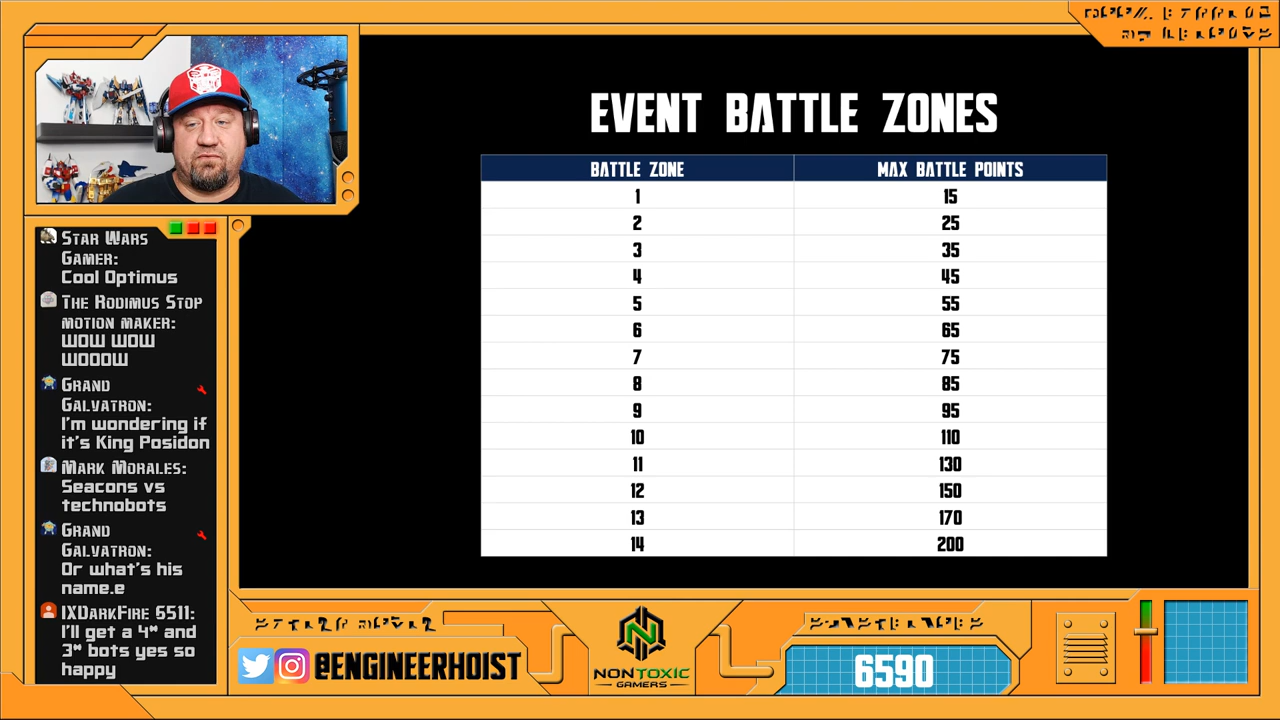 EVENT BATTLE ZONES
BATTLE ZONE MAX BATTLE POINTS
1 15
2 25
3 35
4 45
5 55
6 65
7 75
8 85
9 95
10 110
11 130
12 150
13 170
14 200
STAR WARS
GAMER:
Cool Optimus
THE RODIMUS STOP
MOTION MAKER:
WOW WOW
WOOOW
GRAND
GALVATRON:
I'm wondering if
it's King Posidon
MARK MORALES:
Seacons vs
technobots
GRAND
GALVATRON:
Or what's his
name.e
IXDARKFIRE 6511:
I'll get a 4* and
3* bots yes so
happy
@ENGINEERHOIST
NONTOXIC
GAMERS
6590